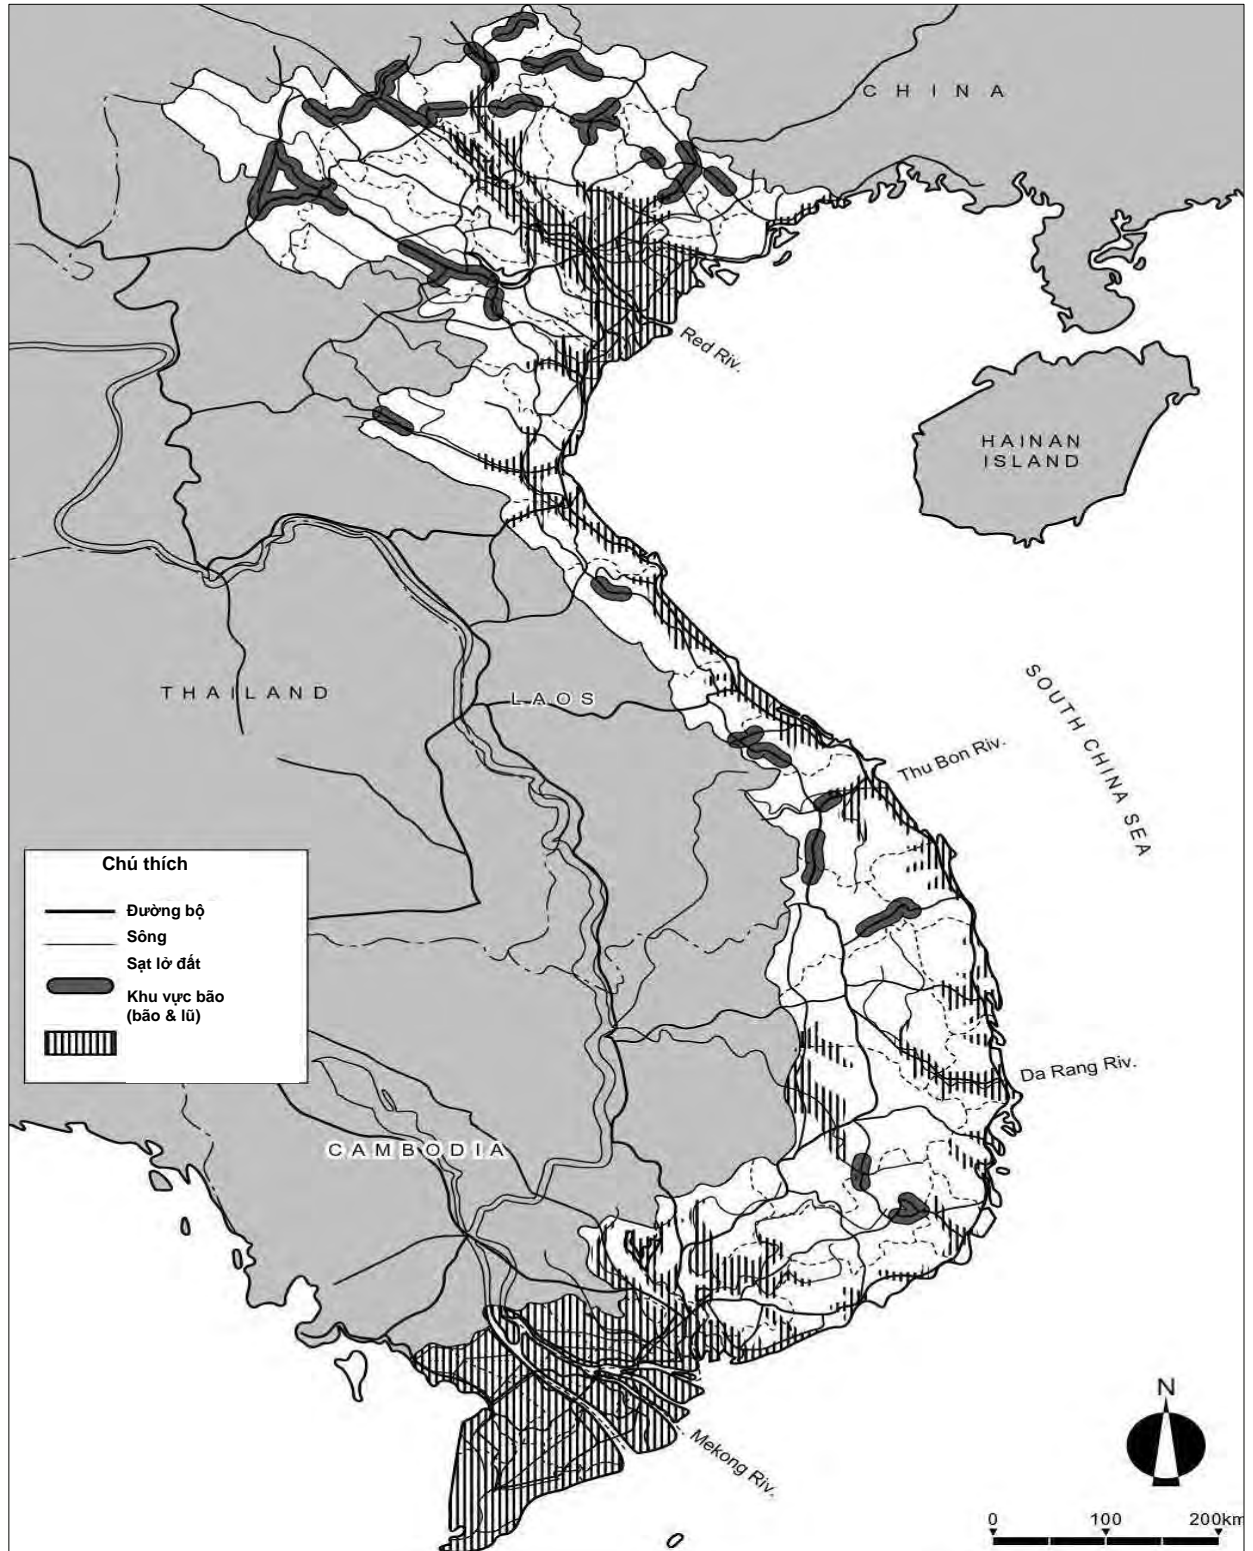 CHINA
Red Riv.
HAINAN
ISLAND
THAILAND
LAOS
SOUTH CHINA SEA
Thu Bon Riv.
Chú thích
Đường bộ
Sông
Sạt lở đất
Khu vực bão
(bão & lũ)
Da Rang Riv.
CAMBODIA
Mekong Riv.
N
0 100 200km